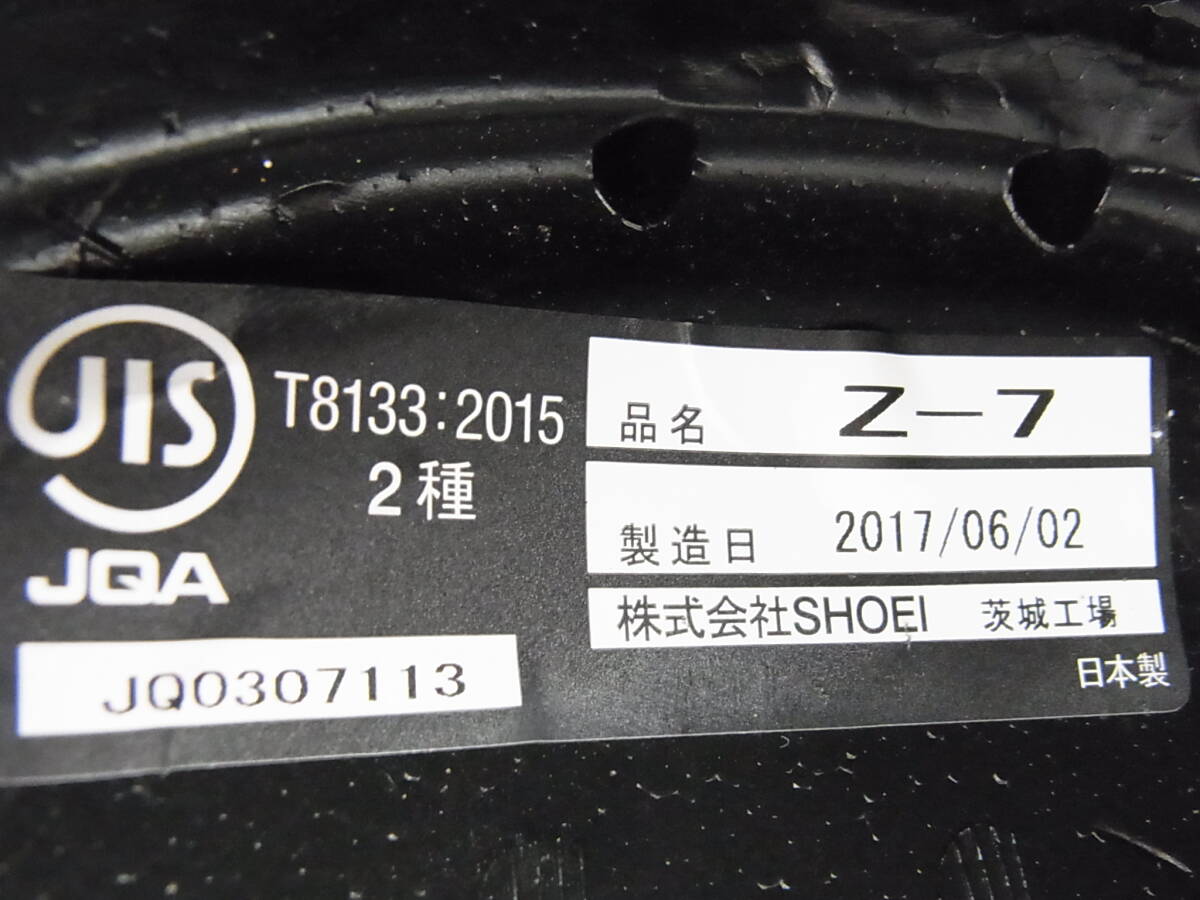 JIS
JQA
T8133:2015
2種
JQ0307113
品名 Z-7
製造日 2017/06/02
株式会社SHOEI 茨城工場
日本製